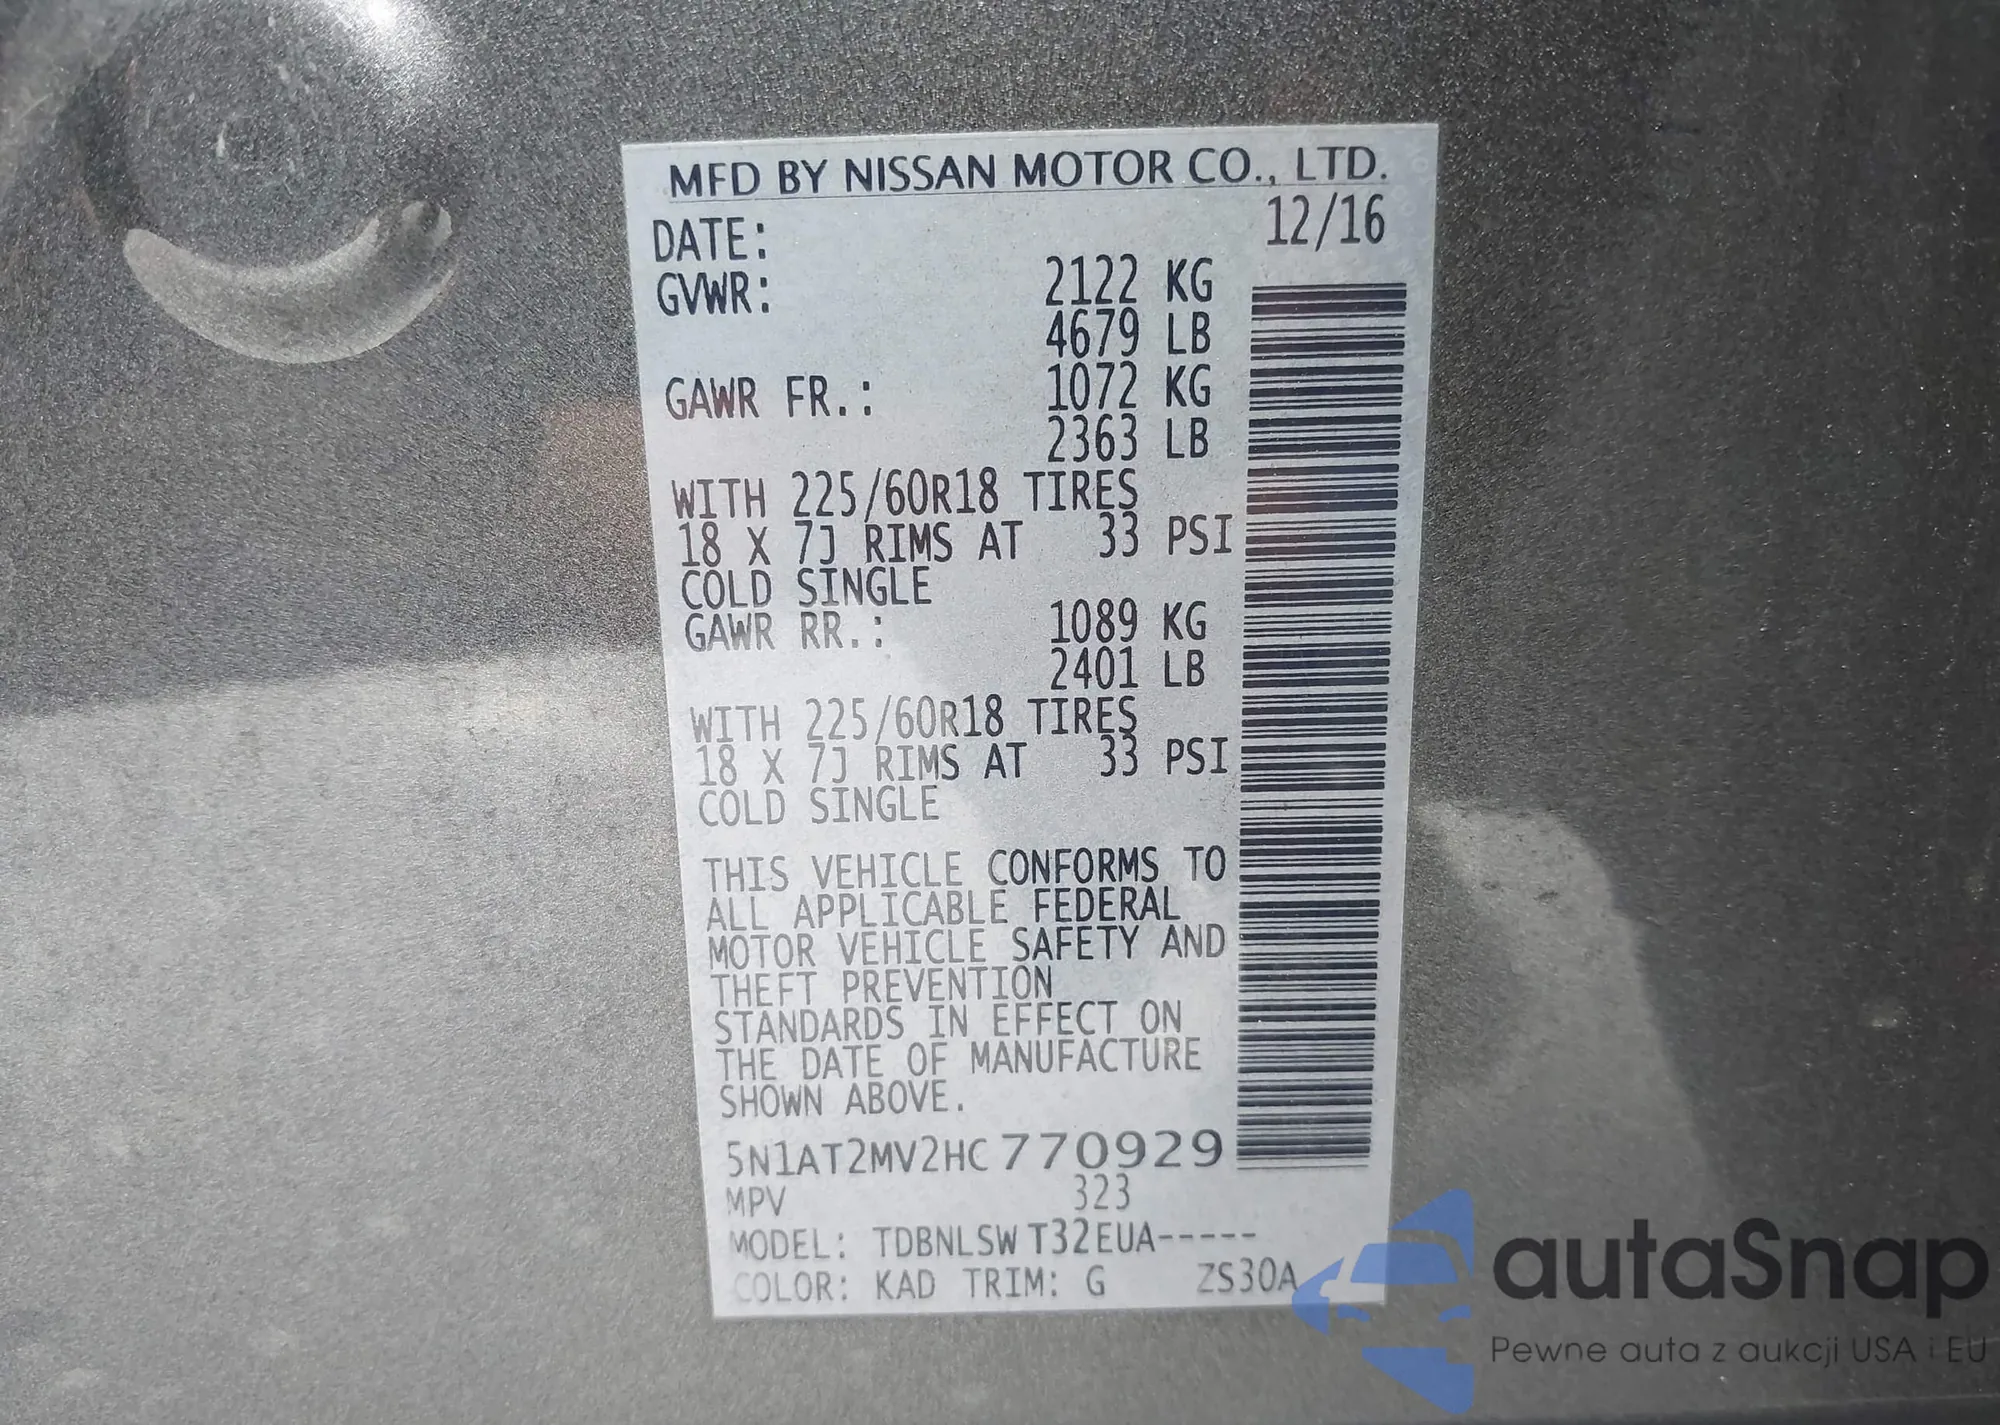 MFD BY NISSAN MOTOR CO., LTD.
DATE: 12/16
GVWR: 2122 KG
4679 LB
GAWR FR.: 1072 KG
2363 LB
WITH 225/60R18 TIRES
18 X 7J RIMS AT 33 PSI
COLD SINGLE
GAWR RR.: 1089 KG
2401 LB
WITH 225/60R18 TIRES
18 X 7J RIMS AT 33 PSI
COLD SINGLE
THIS VEHICLE CONFORMS TO
ALL APPLICABLE FEDERAL
MOTOR VEHICLE SAFETY AND
THEFT PREVENTION
STANDARDS IN EFFECT ON
THE DATE OF MANUFACTURE
SHOWN ABOVE.
5N1AT2MV2HC770929
MPV 323
MODEL: TDBNLSW T32EUA-----
COLOR: KAD TRIM: G ZS30A
autaSnap
Pewne auta z aukcji USA i EU